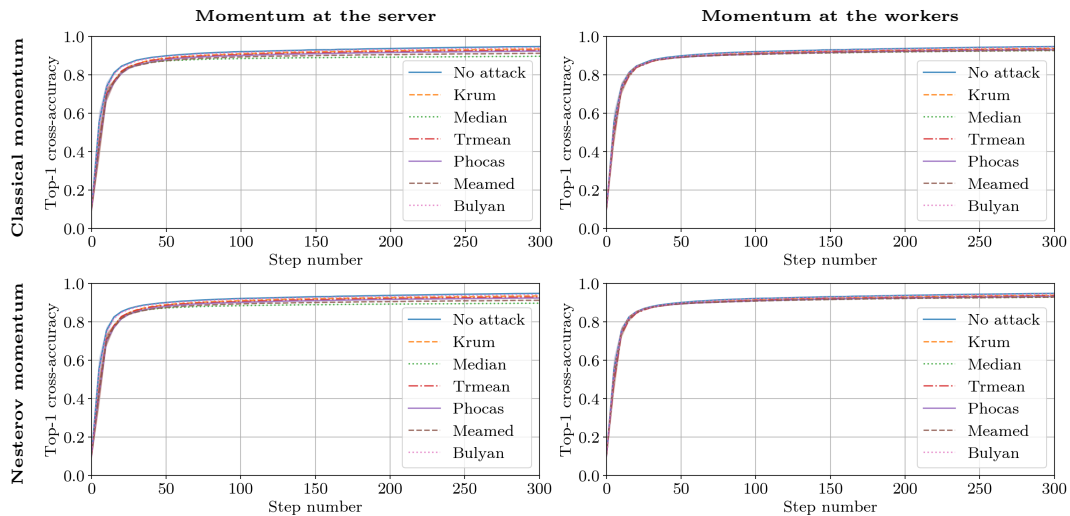 Momentum at the server
Momentum at the workers
Classical momentum
Top-1 cross-accuracy
1.0
0.8
0.6
0.4
0.2
0.0
No attack
Krum
Median
Trmean
Phocas
Meamed
Bulyan
0 50 100 150 200 250 300
Step number
Top-1 cross-accuracy
1.0
0.8
0.6
0.4
0.2
0.0
No attack
Krum
Median
Trmean
Phocas
Meamed
Bulyan
0 50 100 150 200 250 300
Step number
Nesterov momentum
Top-1 cross-accuracy
1.0
0.8
0.6
0.4
0.2
0.0
No attack
Krum
Median
Trmean
Phocas
Meamed
Bulyan
0 50 100 150 200 250 300
Step number
Top-1 cross-accuracy
1.0
0.8
0.6
0.4
0.2
0.0
No attack
Krum
Median
Trmean
Phocas
Meamed
Bulyan
0 50 100 150 200 250 300
Step number